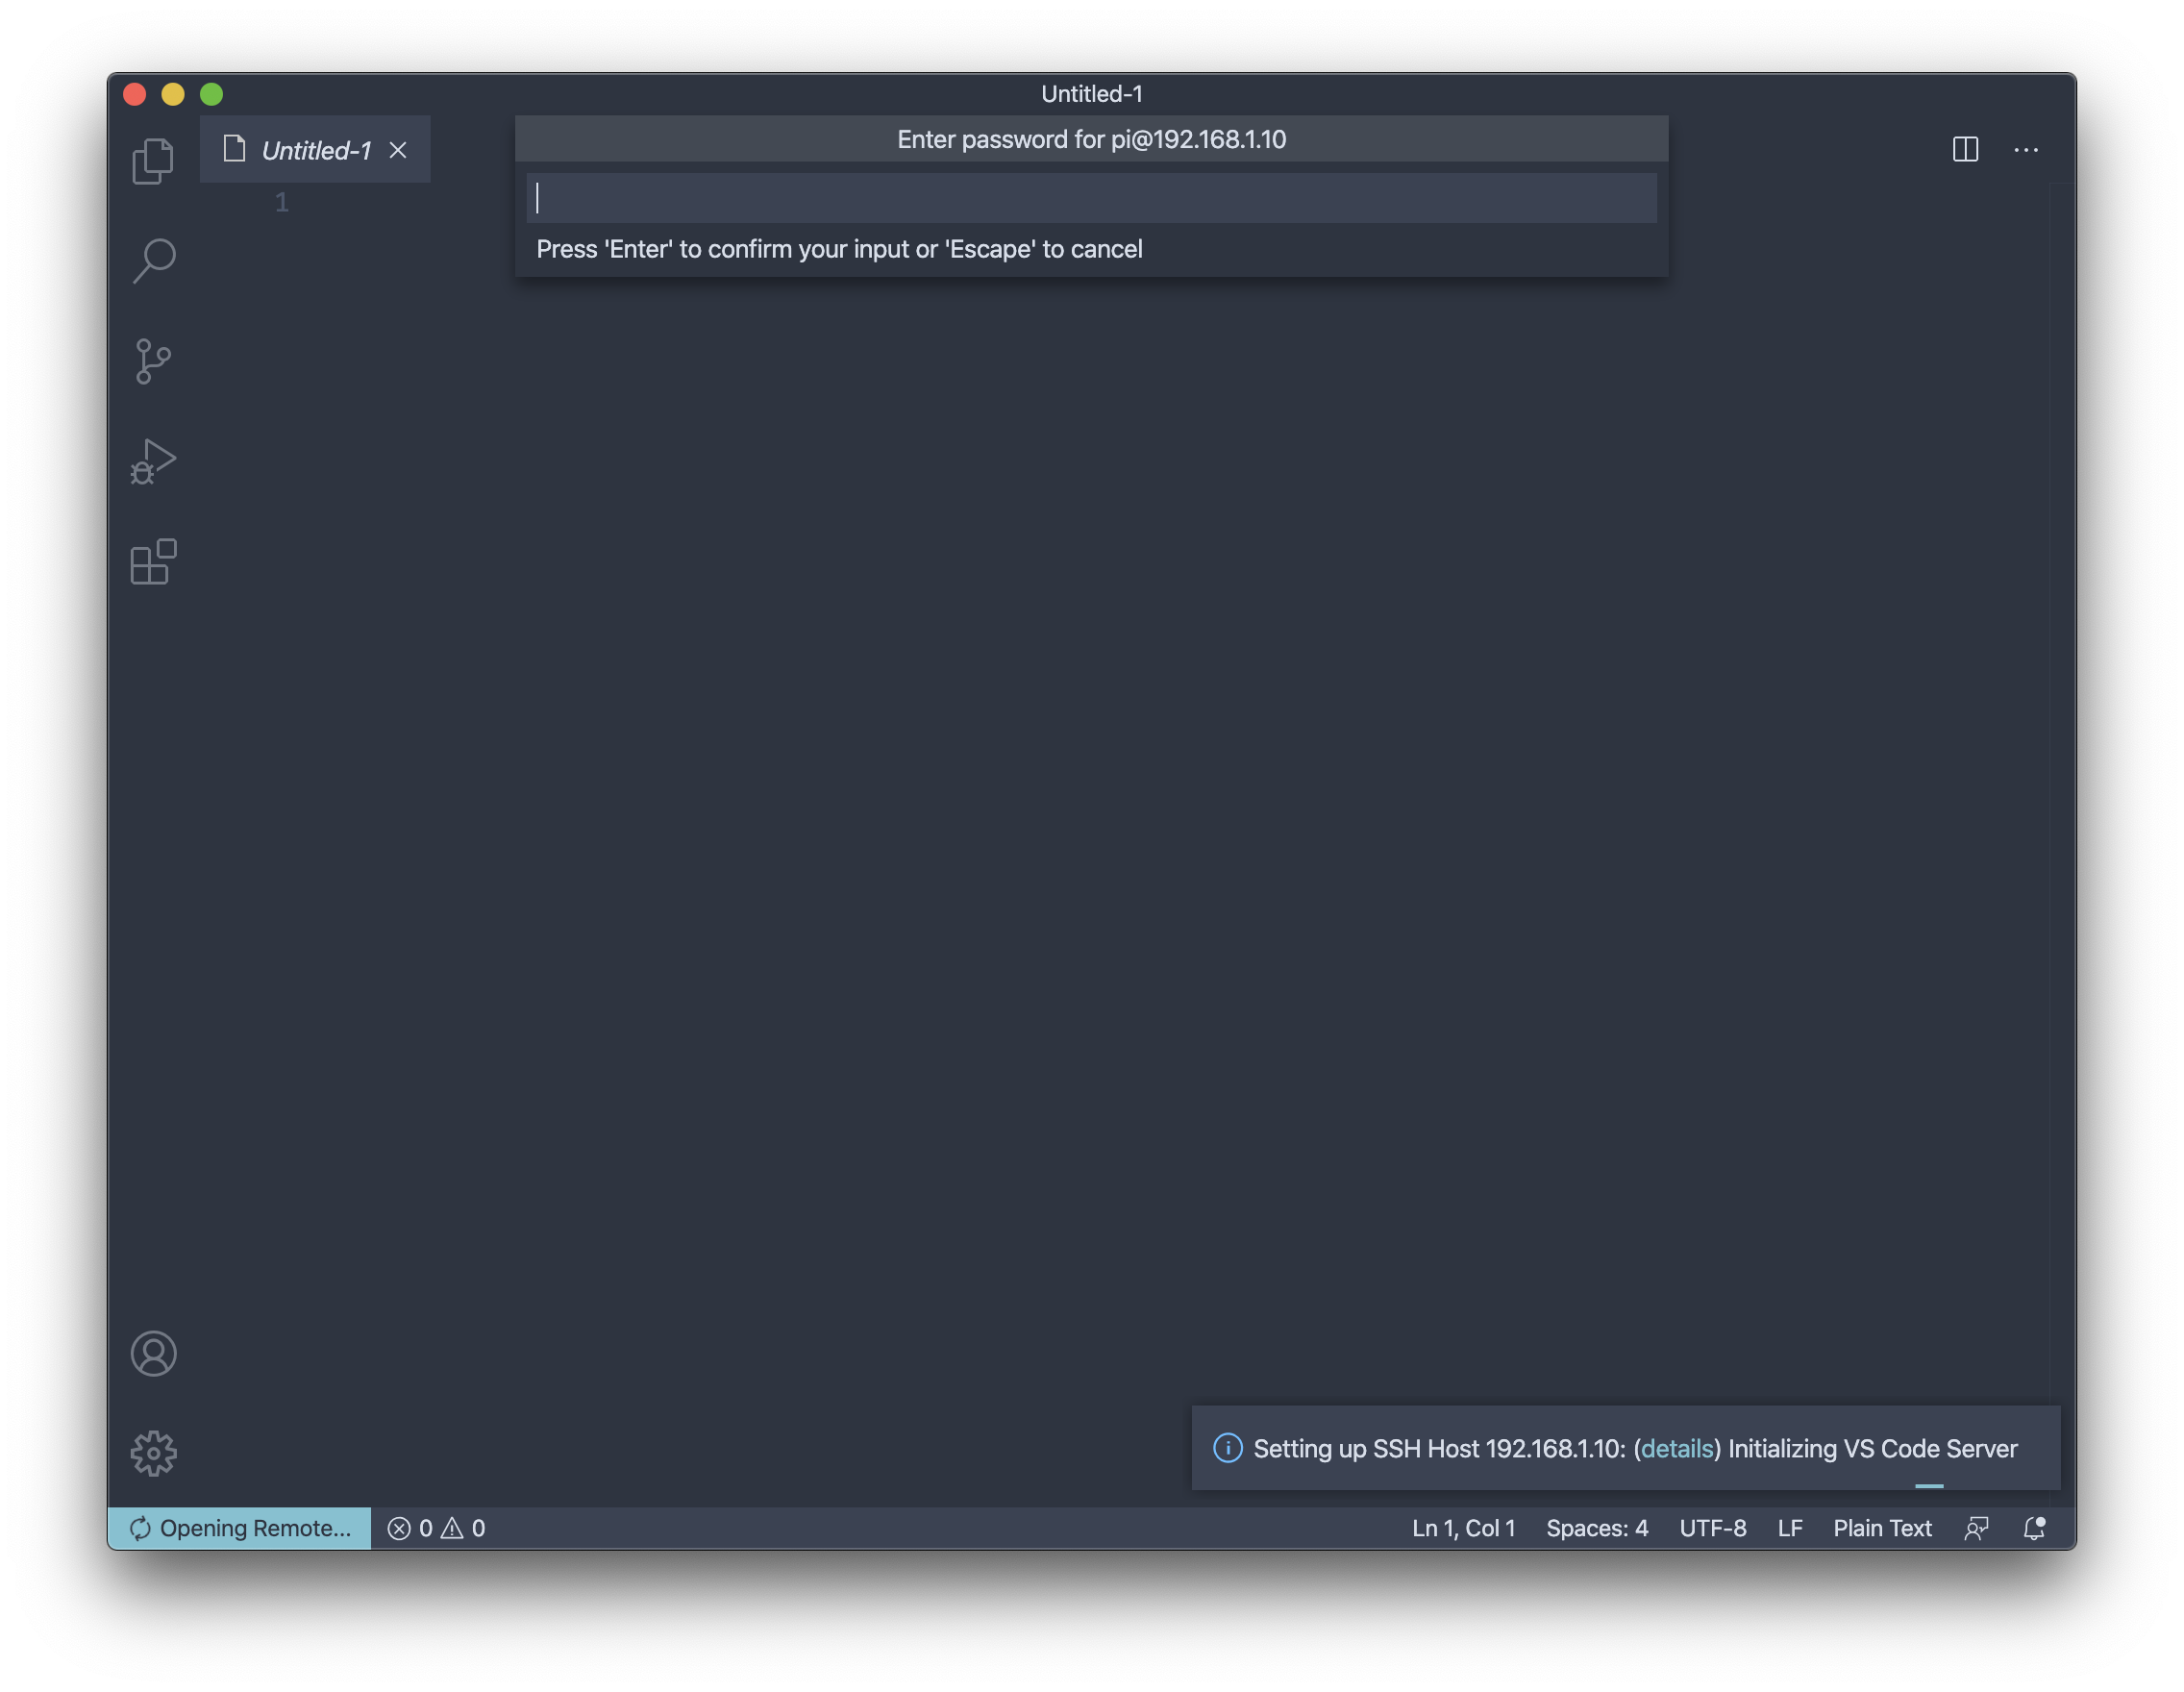 Untitled-1
Untitled-1
Enter password for pi@192.168.1.10
1
Press 'Enter' to confirm your input or 'Escape' to cancel
Setting up SSH Host 192.168.1.10: (details) Initializing VS Code Server
Opening Remote... 0 0 Ln 1, Col 1 Spaces: 4 UTF-8 LF Plain Text